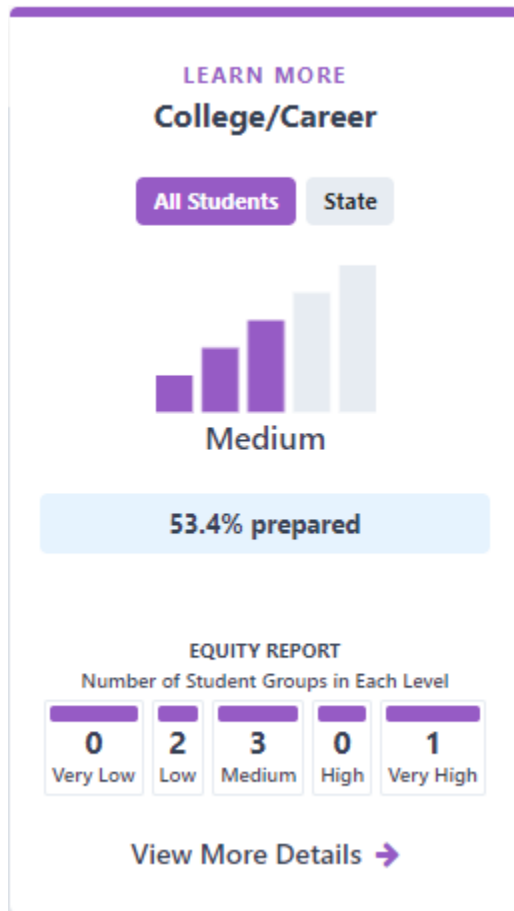 LEARN MORE
College/Career
All Students State
Medium
53.4% prepared
EQUITY REPORT
Number of Student Groups in Each Level
0 2 3 0 1
Very Low Low Medium High Very High
View More Details →